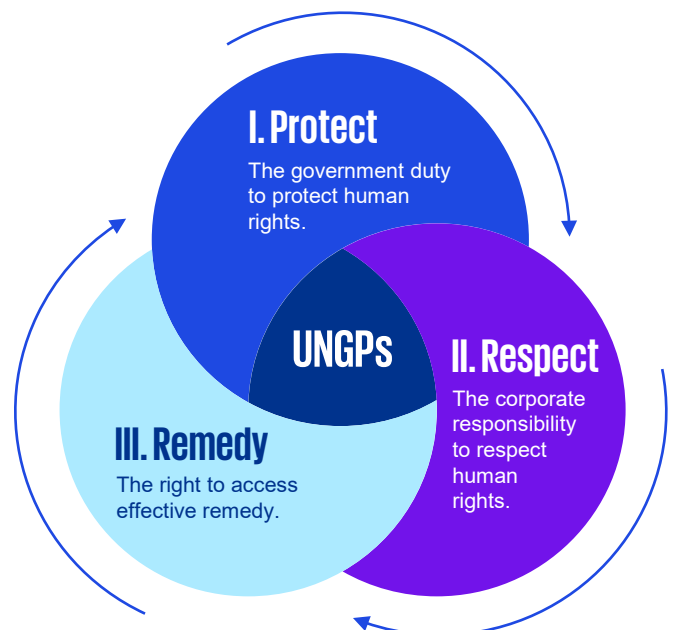 I. Protect
The government duty
to protect human
rights.
UNGPs
II. Respect
The corporate
responsibility
to respect
human
rights.
III. Remedy
The right to access
effective remedy.